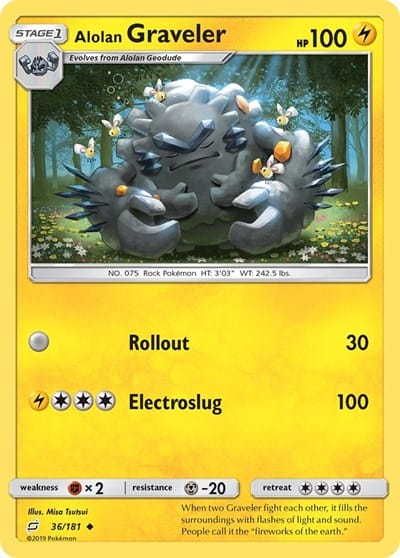 STAGE 1 Alolan Graveler HP 100
Evolves from Alolan Geodude
NO. 075 Rock Pokémon HT: 3'03" WT: 242.5 lbs.
Rollout 30
Electroslug 100
weakness × 2 resistance -20 retreat
Illus. Misa Tsutsui
36/181
©2019 Pokémon
When two Graveler fight each other, it fills the
surroundings with flashes of light and sound.
People call it the “fireworks of the earth.”